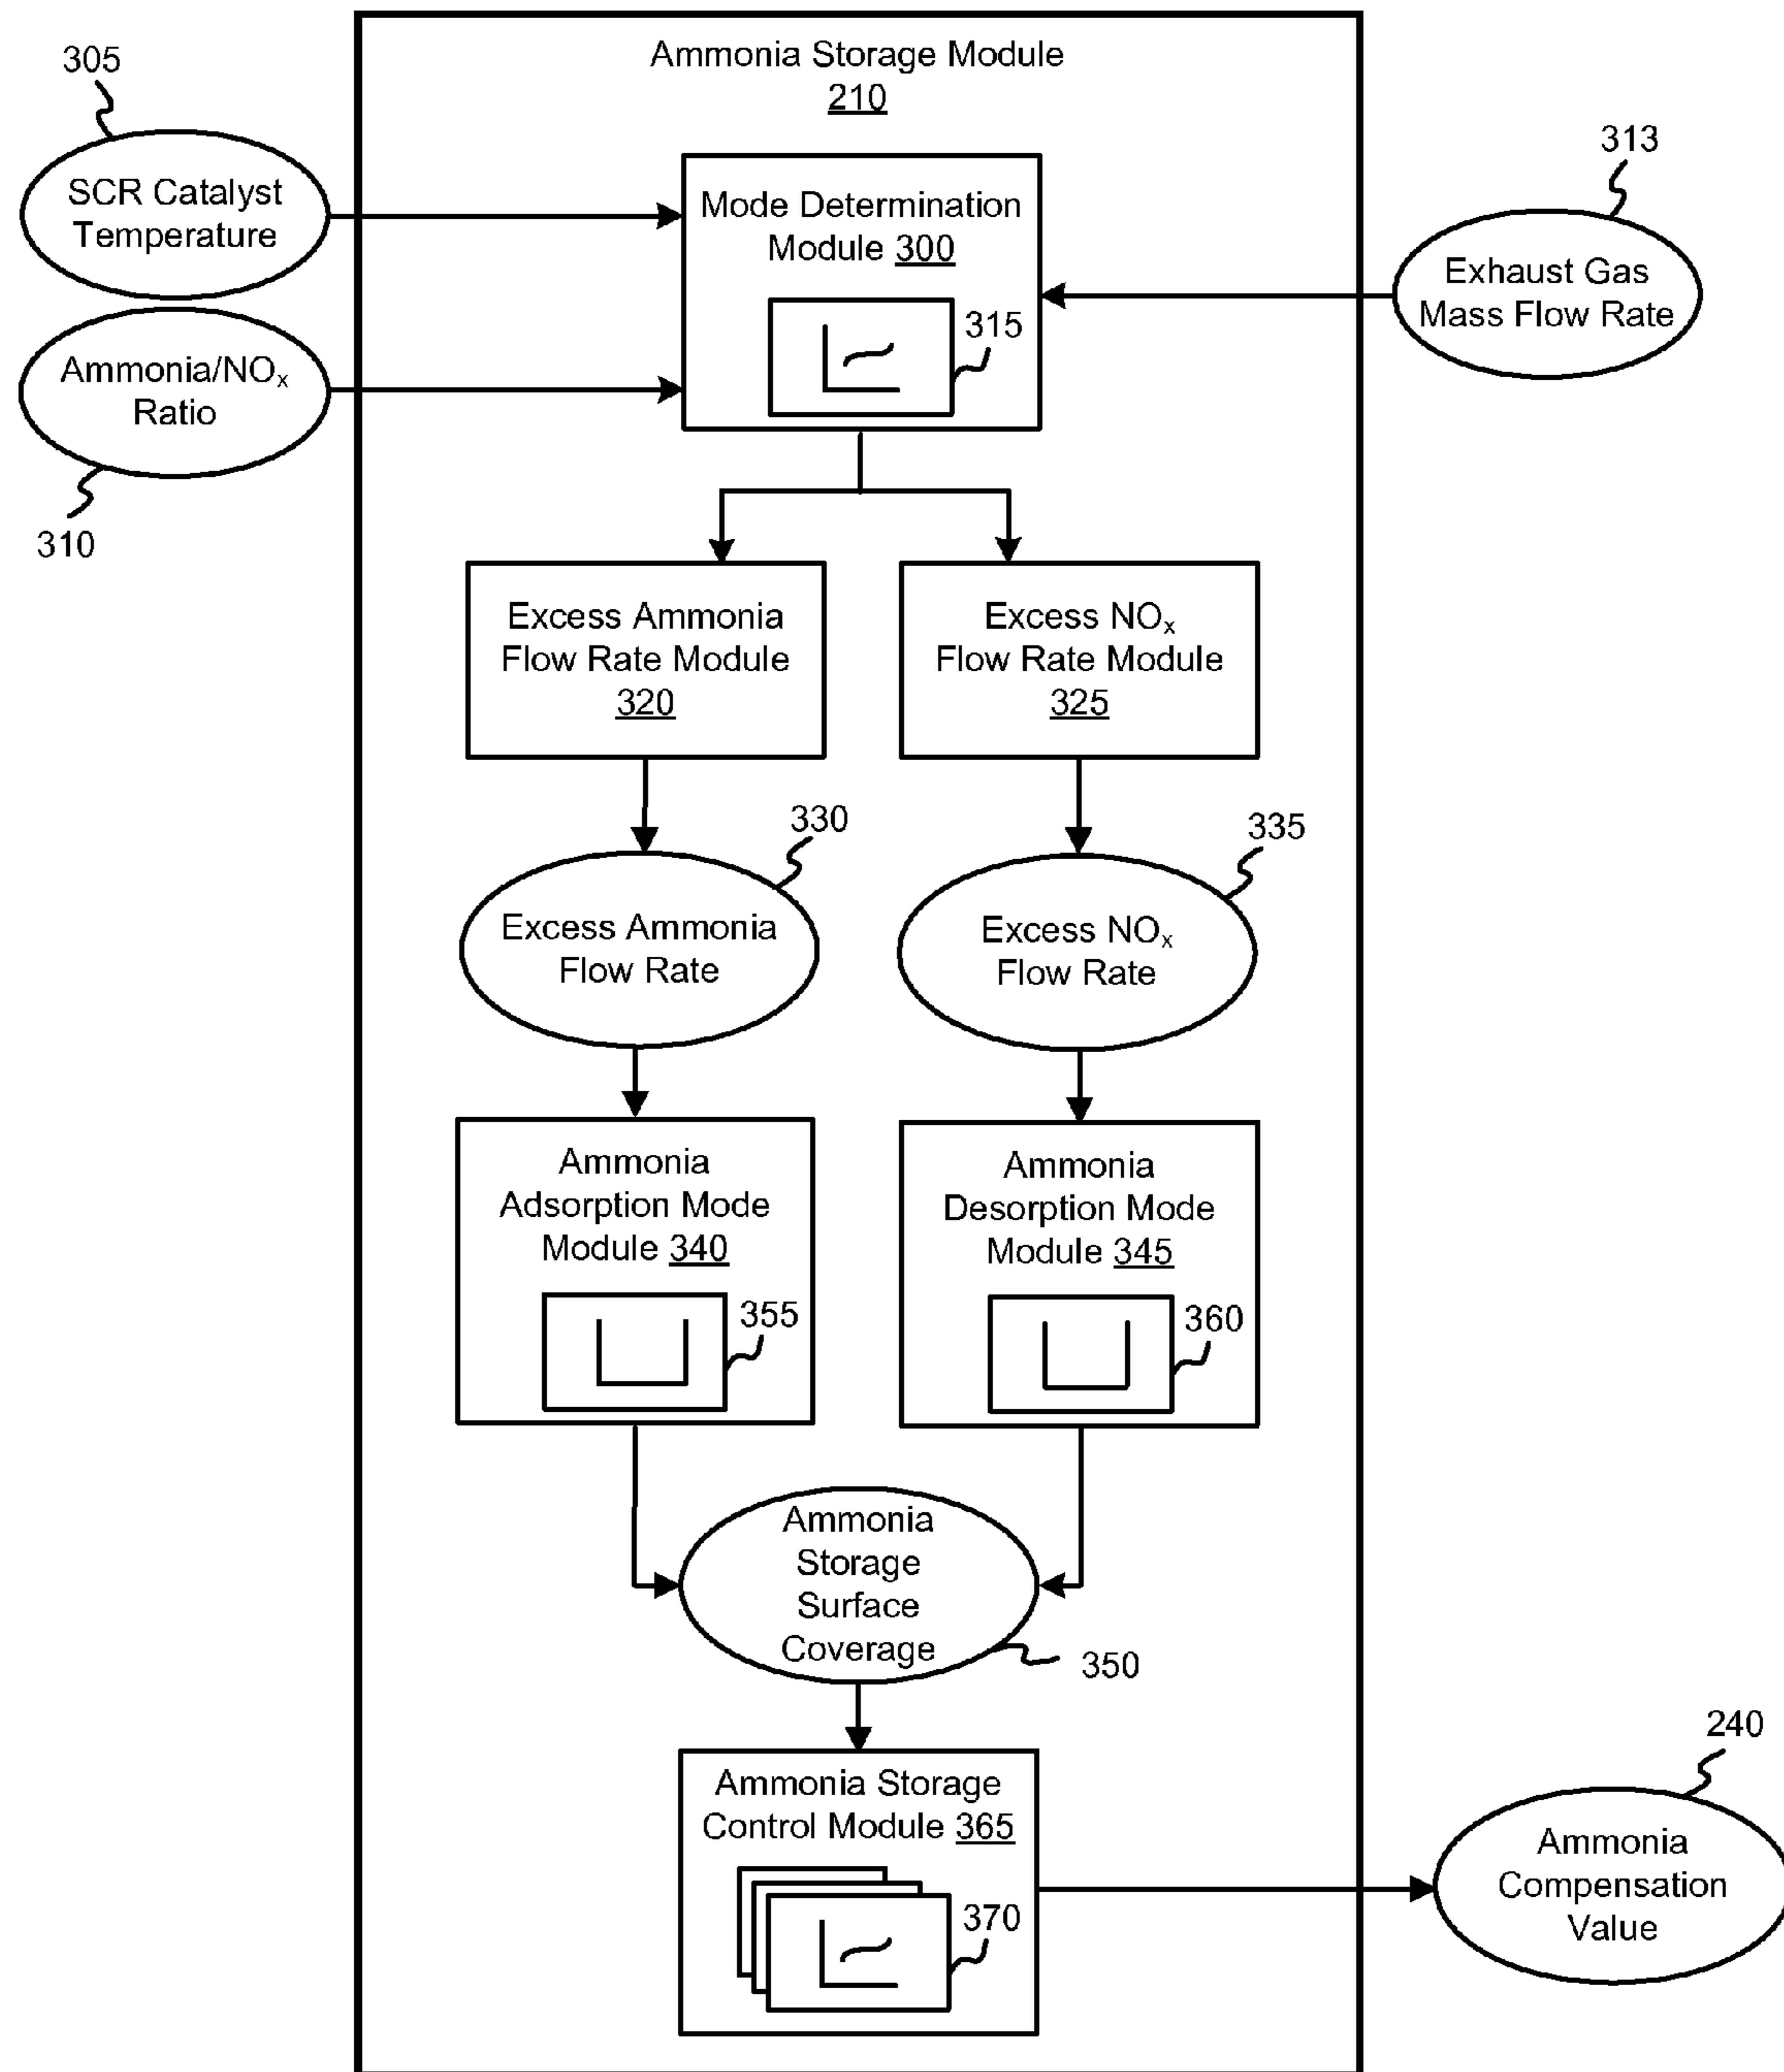 Ammonia Storage Module
210
305
SCR Catalyst
Temperature
Ammonia/NOx
Ratio
310
Mode Determination
Module 300
315
313
Exhaust Gas
Mass Flow Rate
Excess Ammonia
Flow Rate Module
320
Excess NOx
Flow Rate Module
325
330
Excess Ammonia
Flow Rate
335
Excess NOx
Flow Rate
Ammonia
Adsorption Mode
Module 340
355
Ammonia
Desorption Mode
Module 345
360
Ammonia
Storage
Surface
Coverage
350
Ammonia Storage
Control Module 365
370
240
Ammonia
Compensation
Value